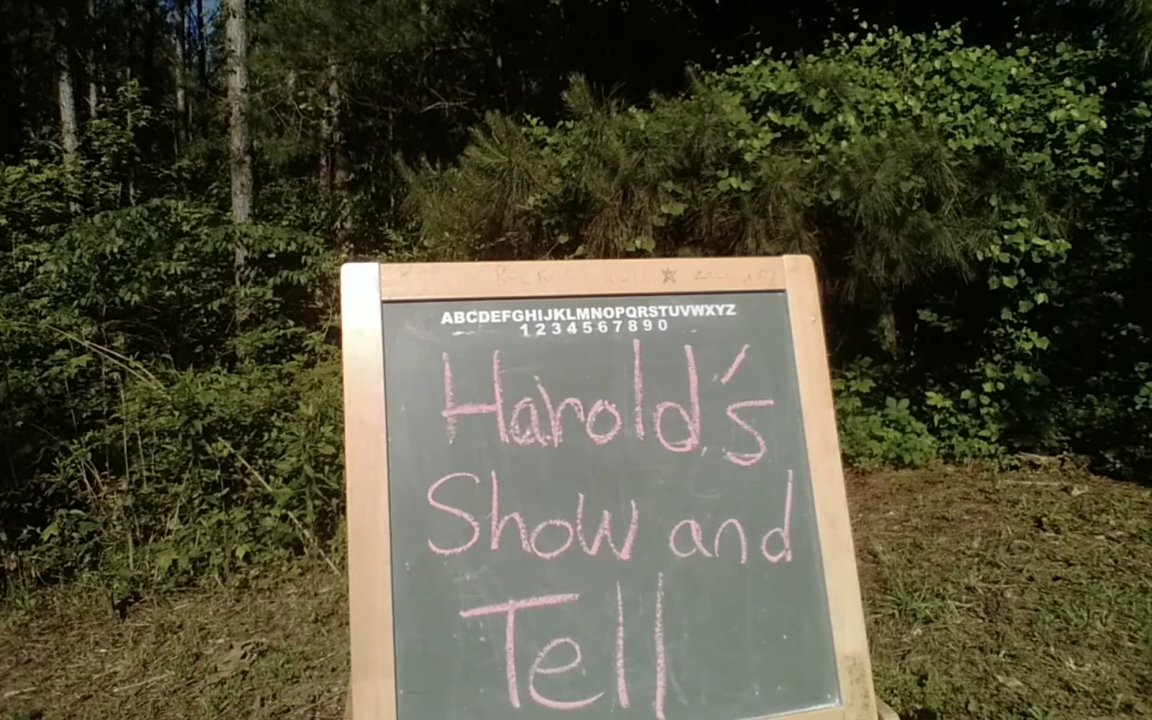 ABCDEFGHIJKLMNOPQRSTUVWXYZ
1234567890
Harold's
Show and
Tell